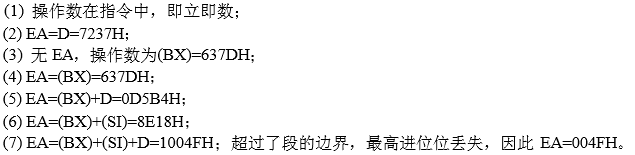 (1) 操作数在指令中，即立即数；
(2) EA=D=7237H；
(3) 无 EA，操作数为(BX)=637DH；
(4) EA=(BX)=637DH；
(5) EA=(BX)+D=0D5B4H；
(6) EA=(BX)+(SI)=8E18H；
(7) EA=(BX)+(SI)+D=1004FH；超过了段的边界，最高进位位丢失，因此 EA=004FH。